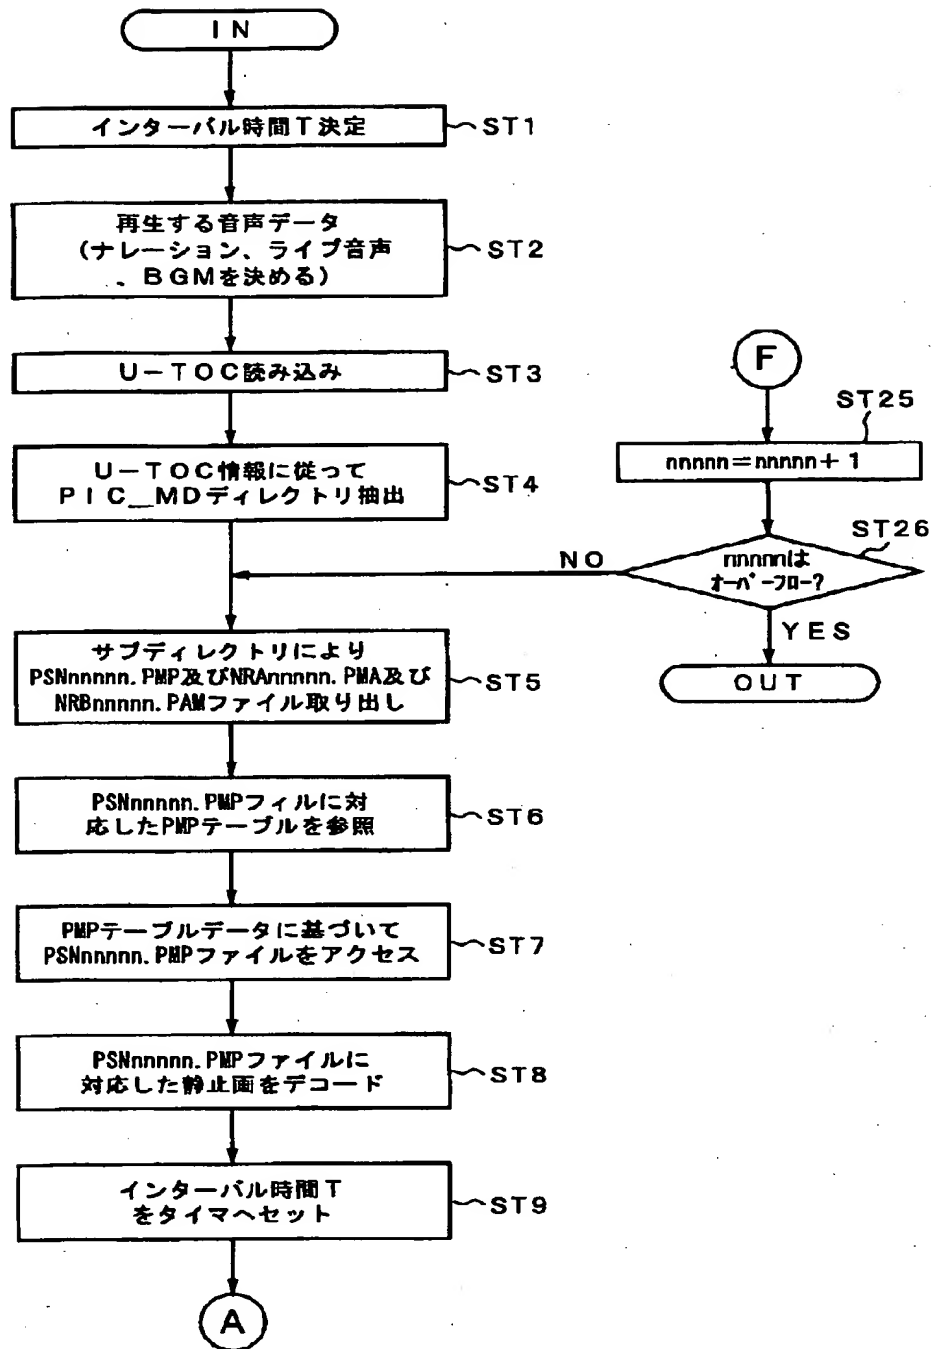 IN
インターバル時間T決定
ST1
再生する音声データ
(ナレーション、ライブ音声
、BGMを決める)
ST2
U-TOC読み込み
ST3
U-TOC情報に従って
PIC__MDディレクトリ抽出
ST4
サブディレクトリにより
PSNnnnnn.PMP及びNRAnnnnn.PMA及び
NRBnnnnn.PAMファイル取り出し
ST5
PSNnnnnn.PMPフィルに対
応したPMPテーブルを参照
ST6
PMPテーブルデータに基づいて
PSNnnnnn.PMPファイルをアクセス
ST7
PSNnnnnn.PMPファイルに
対応した静止画をデコード
ST8
インターバル時間T
をタイマへセット
ST9
A
F
ST25
nnnnn=nnnnn+1
ST26
nnnnnは
オーバーフロー?
NO
YES
OUT